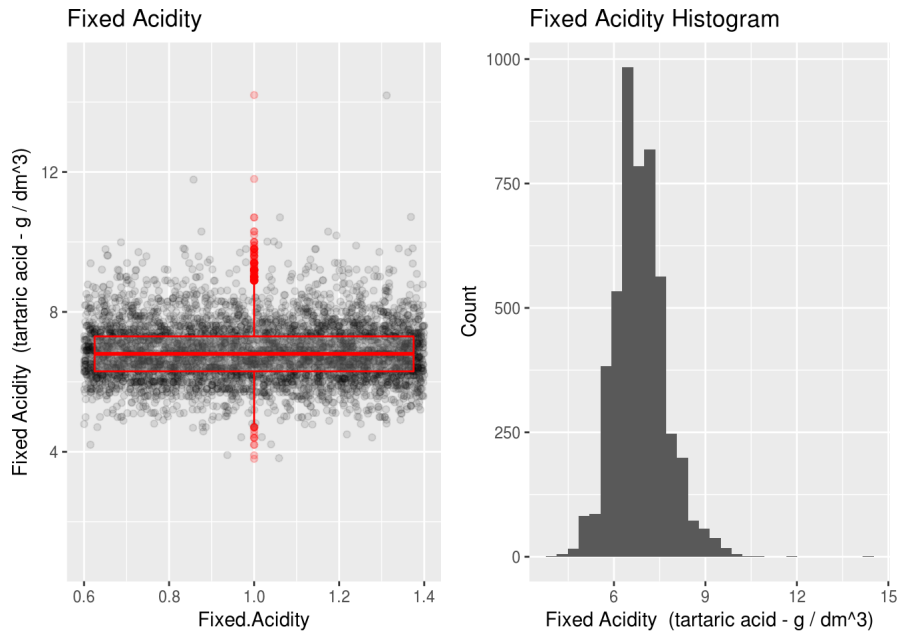 Fixed Acidity
Fixed Acidity  (tartaric acid - g / dm^3)
12
8
4
0.6 0.8 1.0 1.2 1.4
Fixed.Acidity
Fixed Acidity Histogram
Count
1000
750
500
250
0
6 9 12 15
Fixed Acidity  (tartaric acid - g / dm^3)